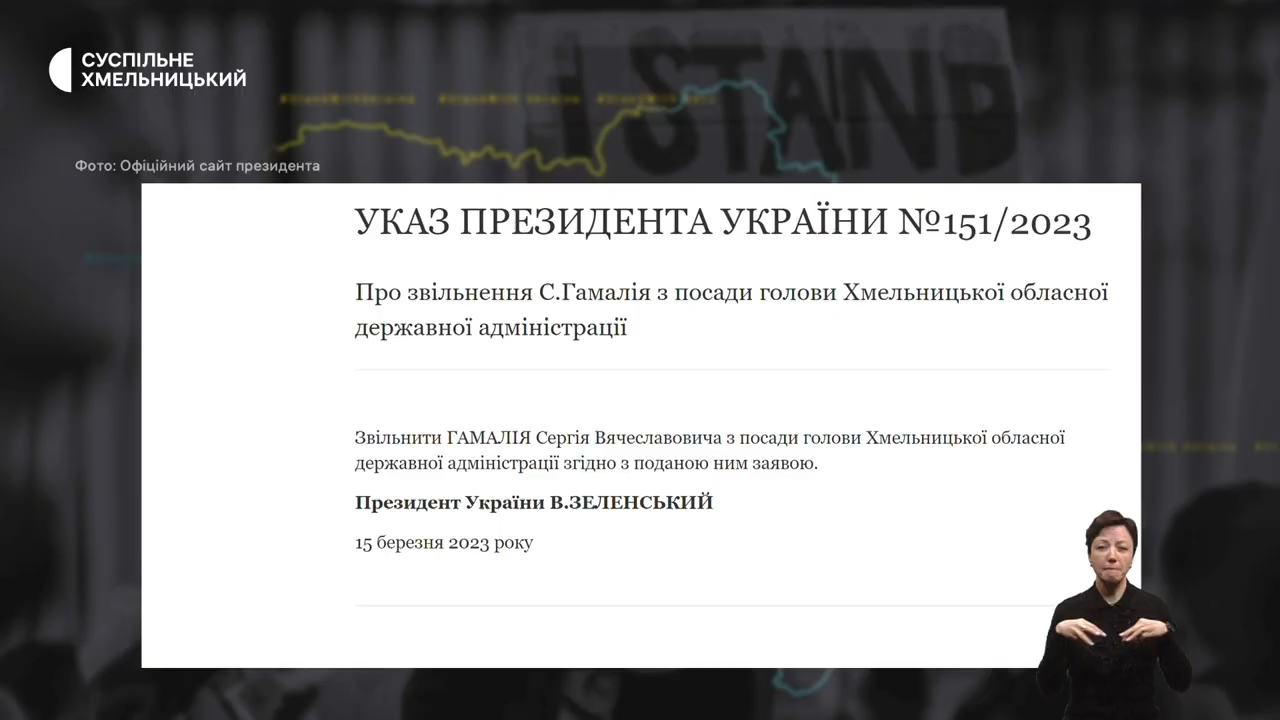 СУСПІЛЬНЕ
ХМЕЛЬНИЦЬКИЙ
I STAND
Фото: Офіційний сайт президента
УКАЗ ПРЕЗИДЕНТА УКРАЇНИ №151/2023
Про звільнення С.Гамалія з посади голови Хмельницької обласної
державної адміністрації
Звільнити ГАМАЛІЯ Сергія Вячеславовича з посади голови Хмельницької обласної
державної адміністрації згідно з поданою ним заявою.
Президент України В.ЗЕЛЕНСЬКИЙ
15 березня 2023 року